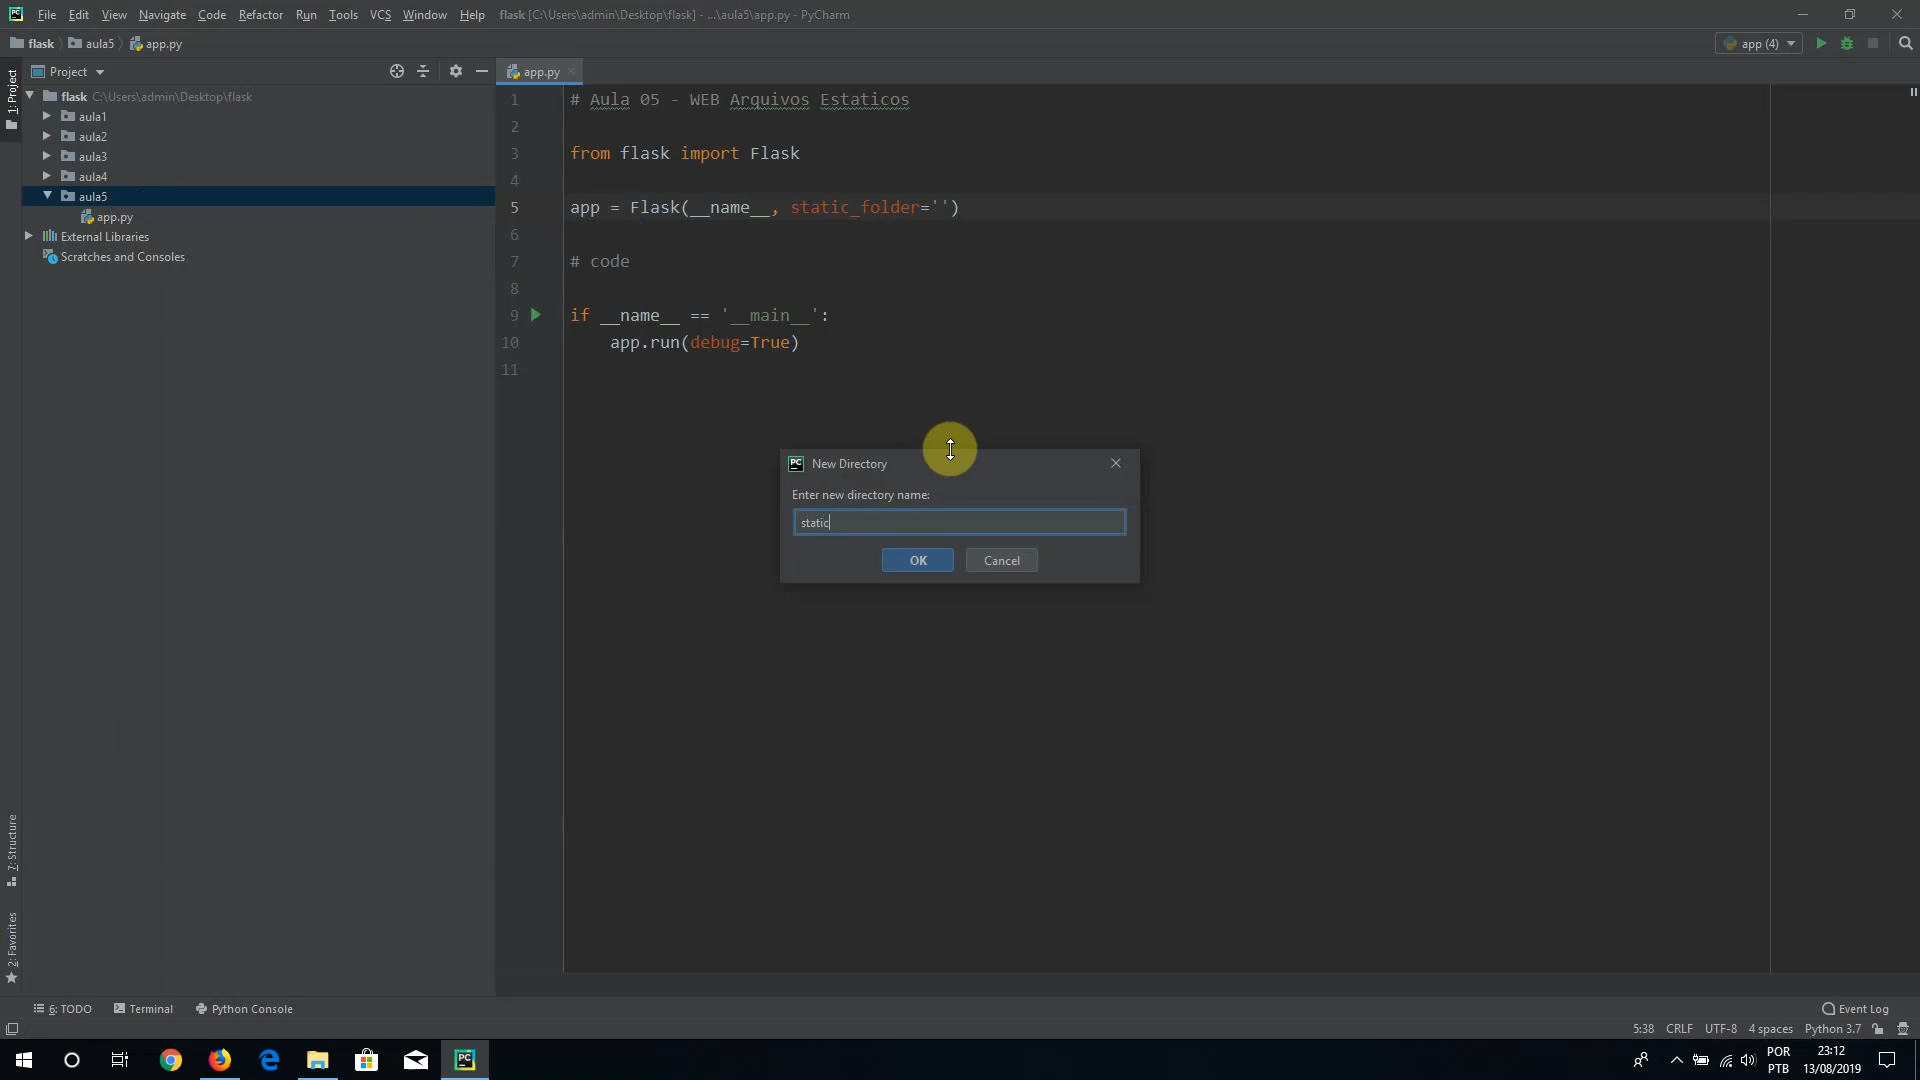 File Edit View Navigate Code Refactor Run Tools VCS Window Help flask [C:\Users\admin\Desktop\flask] - ...\aula5\app.py - PyCharm
flask aula5 app.py
app (4)
Project
app.py
1: Project
flask C:\Users\admin\Desktop\flask
aula1
aula2
aula3
aula4
aula5
app.py
External Libraries
Scratches and Consoles
1 # Aula 05 - WEB Arquivos Estaticos
2
3 from flask import Flask
4
5 app = Flask(__name__, static_folder='')
6
7 # code
8
9 if __name__ == '__main__':
10 app.run(debug=True)
11
PC New Directory
Enter new directory name:
static
OK Cancel
7: Structure
2: Favorites
6: TODO Terminal Python Console Event Log
5:38 CRLF UTF-8 4 spaces Python 3.7
PC
POR 23:12
PTB 13/08/2019